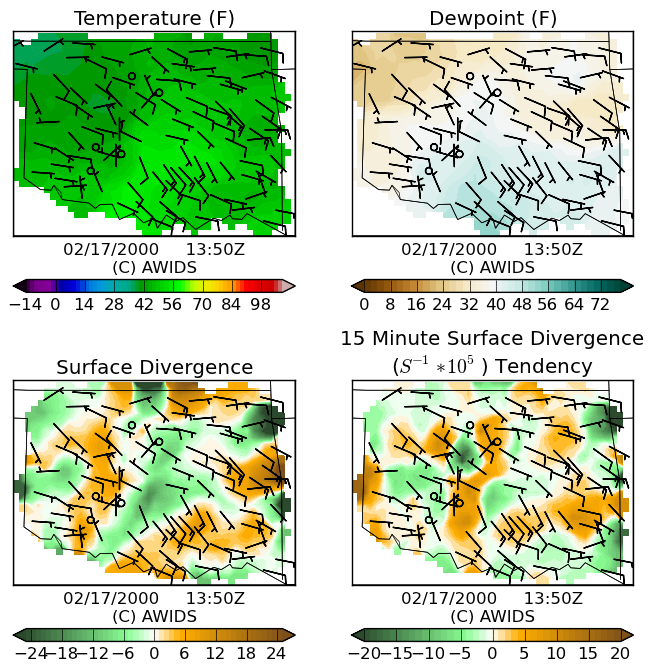 Temperature (F)
Dewpoint (F)
02/17/2000 13:50Z
(C) AWIDS
02/17/2000 13:50Z
(C) AWIDS
−14 0 14 28 42 56 70 84 98
0 8 16 24 32 40 48 56 64 72
Surface Divergence
15 Minute Surface Divergence
(S⁻¹ *10⁵ ) Tendency
02/17/2000 13:50Z
(C) AWIDS
02/17/2000 13:50Z
(C) AWIDS
−24 −18 −12 −6 0 6 12 18 24
−20 −15 −10 −5 0 5 10 15 20